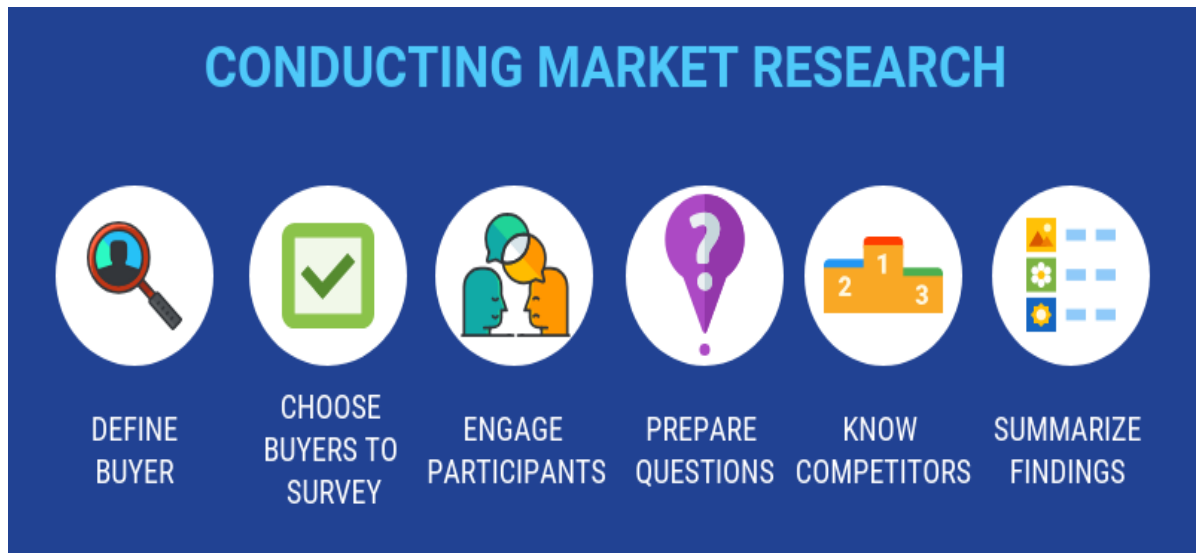 CONDUCTING MARKET RESEARCH
2
1
3
DEFINE
BUYER
CHOOSE
BUYERS TO
SURVEY
ENGAGE
PARTICIPANTS
PREPARE
QUESTIONS
KNOW
COMPETITORS
SUMMARIZE
FINDINGS